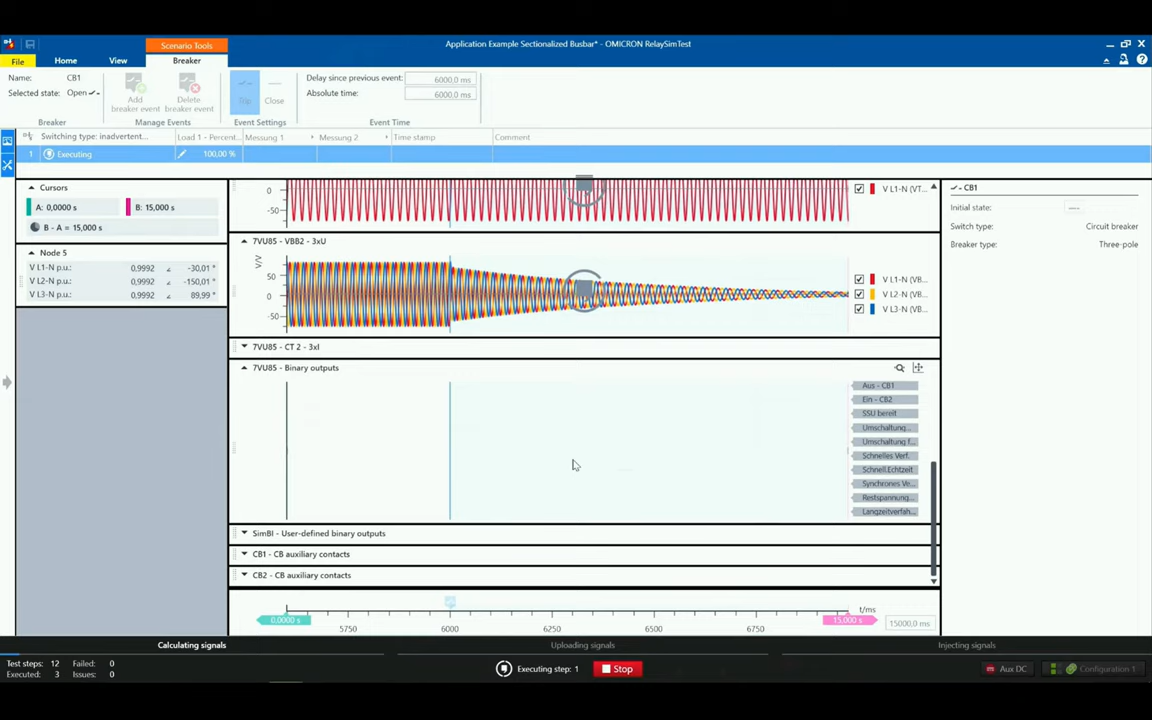 Scenario Tools
Application Example Sectionalized Busbar* - OMICRON RelaySimTest
File
Home
View
Breaker
Name:
CB1
Selected state:
Open
Add
breaker event
Delete
breaker event
Trip
Close
Delay since previous event:
6000,0 ms
Absolute time:
6000,0 ms
Breaker
Manage Events
Event Settings
Event Time
Switching type: inadvertent...
Load 1 - Percent...
Messung 1
Messung 2
Time stamp
Comment
1
Executing
100,00 %
Cursors
A: 0,0000 s
B: 15,000 s
B - A = 15,000 s
Node 5
V L1-N p.u.:
0,9992
-30,01 °
V L2-N p.u.:
0,9992
-150,01 °
V L3-N p.u.:
0,9992
89,99 °
0
-50
V L1-N (VT...
7VU85 - VBB2 - 3xU
V/V
50
0
-50
V L1-N (VB...
V L2-N (VB...
V L3-N (VB...
7VU85 - CT 2 - 3xI
7VU85 - Binary outputs
Aus - CB1
Ein - CB2
SSU bereit
Umschaltung...
Umschaltung f...
Schnelles Verf.
Schnell.Echtzeit
Synchrones Ve...
Restspannung...
Langzeitverfah...
SimBI - User-defined binary outputs
CB1 - CB auxiliary contacts
CB2 - CB auxiliary contacts
t/ms
0,0000 s
15,000 s
15000,0 ms
5750
6000
6250
6500
6750
CB1
Initial state:
Switch type:
Circuit breaker
Breaker type:
Three-pole
Calculating signals
Uploading signals
Injecting signals
Test steps: 12
Failed: 0
Executed: 3
Issues: 0
Executing step: 1
Stop
Aux DC
Configuration 1